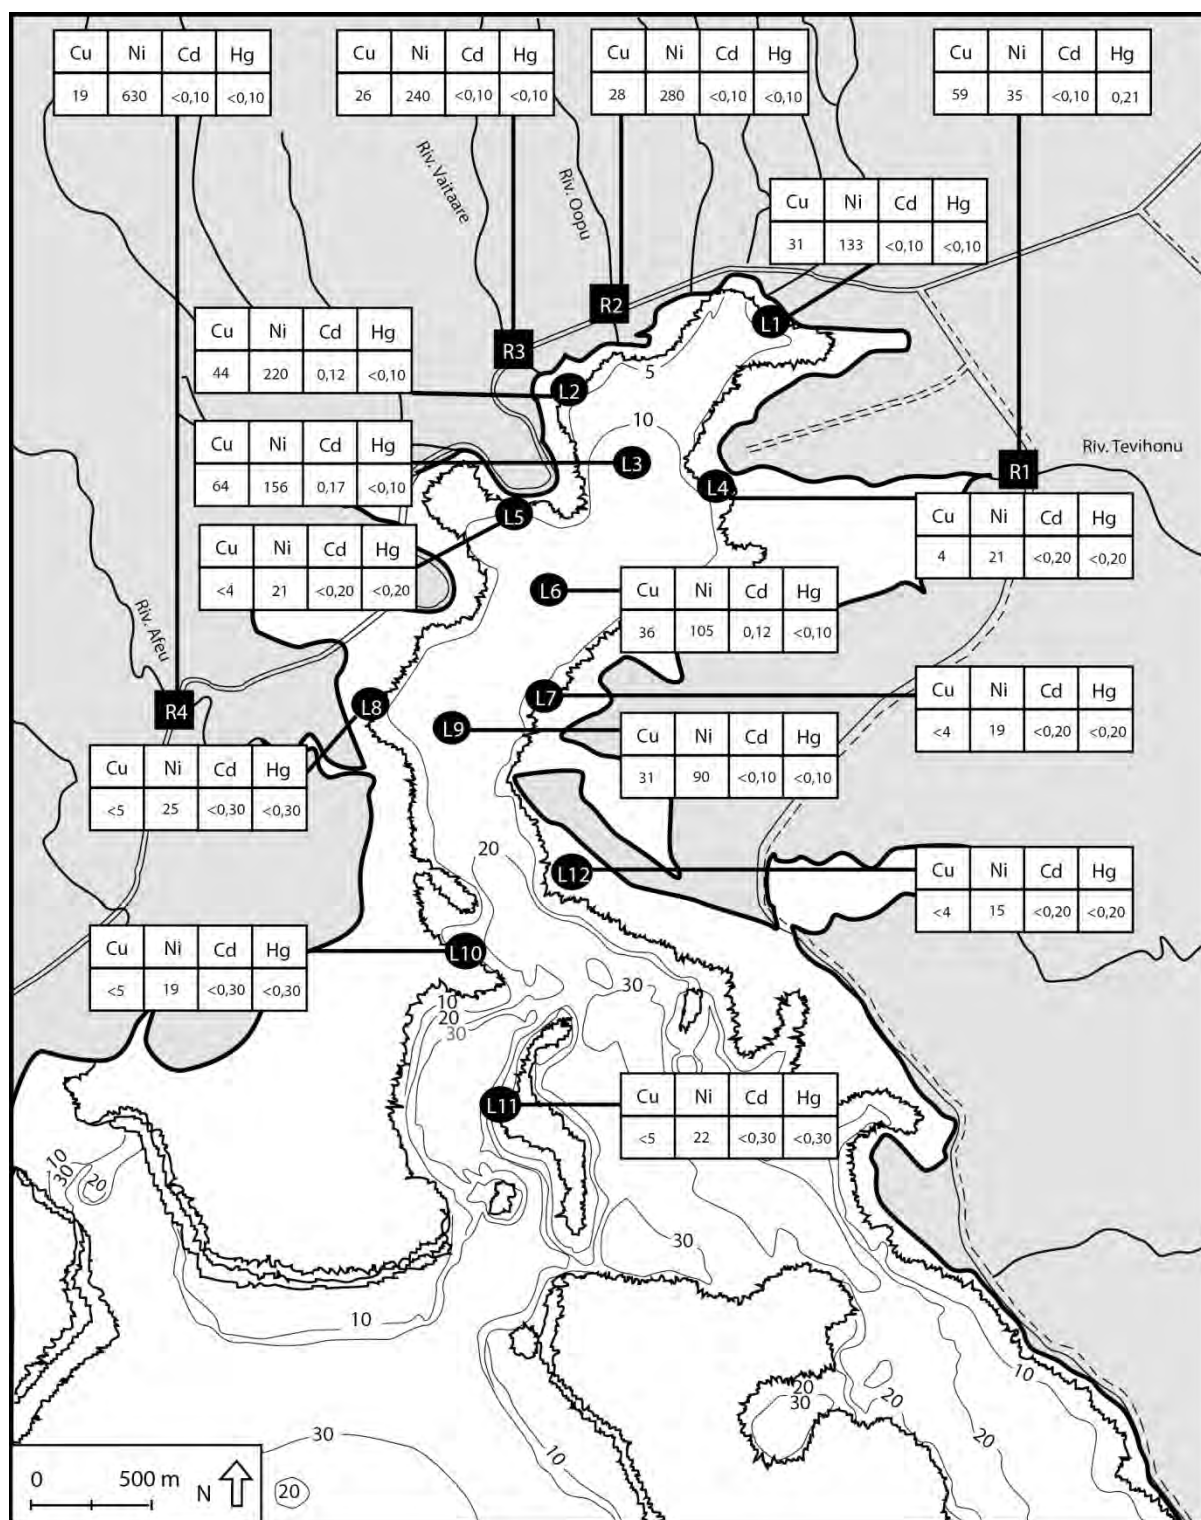 Cu Ni Cd Hg
19 630 <0,10 <0,10
Cu Ni Cd Hg
26 240 <0,10 <0,10
Cu Ni Cd Hg
28 280 <0,10 <0,10
Cu Ni Cd Hg
59 35 <0,10 0,21
Riv. Vaitaare
Riv. Oopu
Cu Ni Cd Hg
31 133 <0,10 <0,10
R2
L1
Cu Ni Cd Hg
44 220 0,12 <0,10
R3
5
L2
10
Cu Ni Cd Hg
64 156 0,17 <0,10
L3
Riv. Tevihonu
R1
L4
Cu Ni Cd Hg
4 21 <0,20 <0,20
L5
Cu Ni Cd Hg
<4 21 <0,20 <0,20
L6
Cu Ni Cd Hg
36 105 0,12 <0,10
Riv. Afeu
R4
L8
L7
Cu Ni Cd Hg
<4 19 <0,20 <0,20
L9
Cu Ni Cd Hg
31 90 <0,10 <0,10
Cu Ni Cd Hg
<5 25 <0,30 <0,30
20
L12
Cu Ni Cd Hg
<4 15 <0,20 <0,20
Cu Ni Cd Hg
<5 19 <0,30 <0,30
L10
30
10
20
30
L11
Cu Ni Cd Hg
<5 22 <0,30 <0,30
10
30
20
30
10
10
20
30
20
20
10
30
0 500 m
N
20